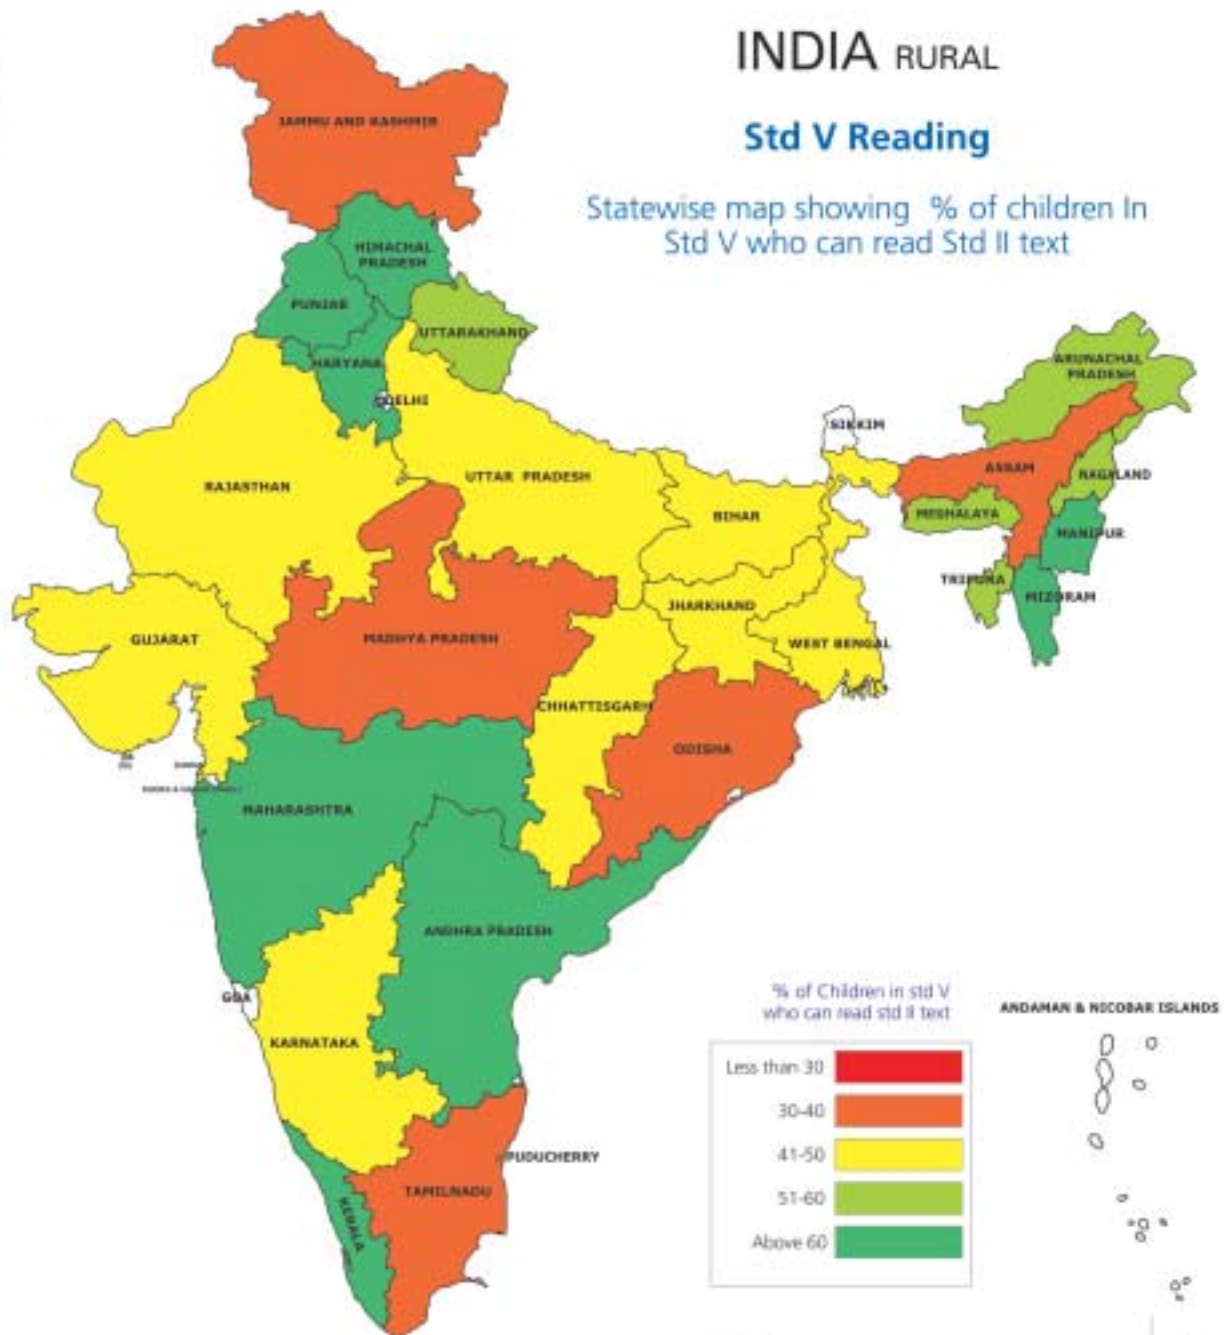 INDIA RURAL
Std V Reading
Statewise map showing % of children In
Std V who can read Std II text
JAMMU AND KASHMIR
HIMACHAL
PRADESH
PUNJAB
UTTARAKHAND
HARYANA
DELHI
ARUNACHAL
PRADESH
SIKKIM
RAJASTHAN
UTTAR PRADESH
BIHAR
ASSAM
NAGALAND
MEGHALAYA
MANIPUR
TRIPURA
MIZORAM
GUJARAT
MADHYA PRADESH
JHARKHAND
WEST BENGAL
CHHATTISGARH
ODISHA
MAHARASHTRA
ANDHRA PRADESH
GOA
KARNATAKA
PUDUCHERRY
TAMILNADU
KERALA
% of Children in std V
who can read std II text
Less than 30
30-40
41-50
51-60
Above 60
ANDAMAN & NICOBAR ISLANDS